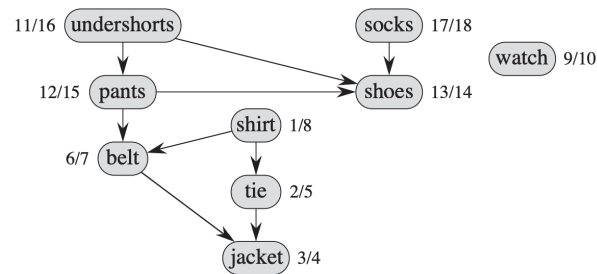 11/16 undershorts socks 17/18
watch 9/10
12/15 pants shoes 13/14
shirt 1/8
6/7 belt
tie 2/5
jacket 3/4